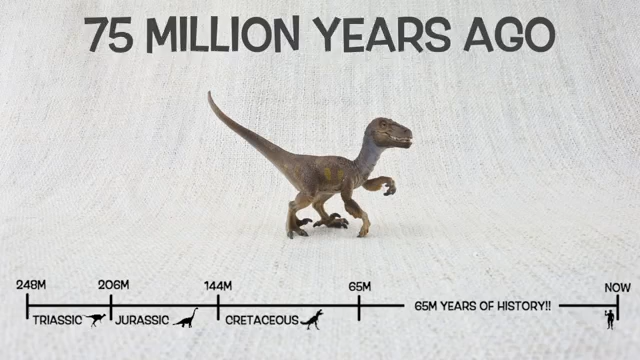 75 MILLION YEARS AGO
248M 206M 144M 65M NOW
65M YEARS OF HISTORY!!
TRIASSIC JURASSIC CRETACEOUS